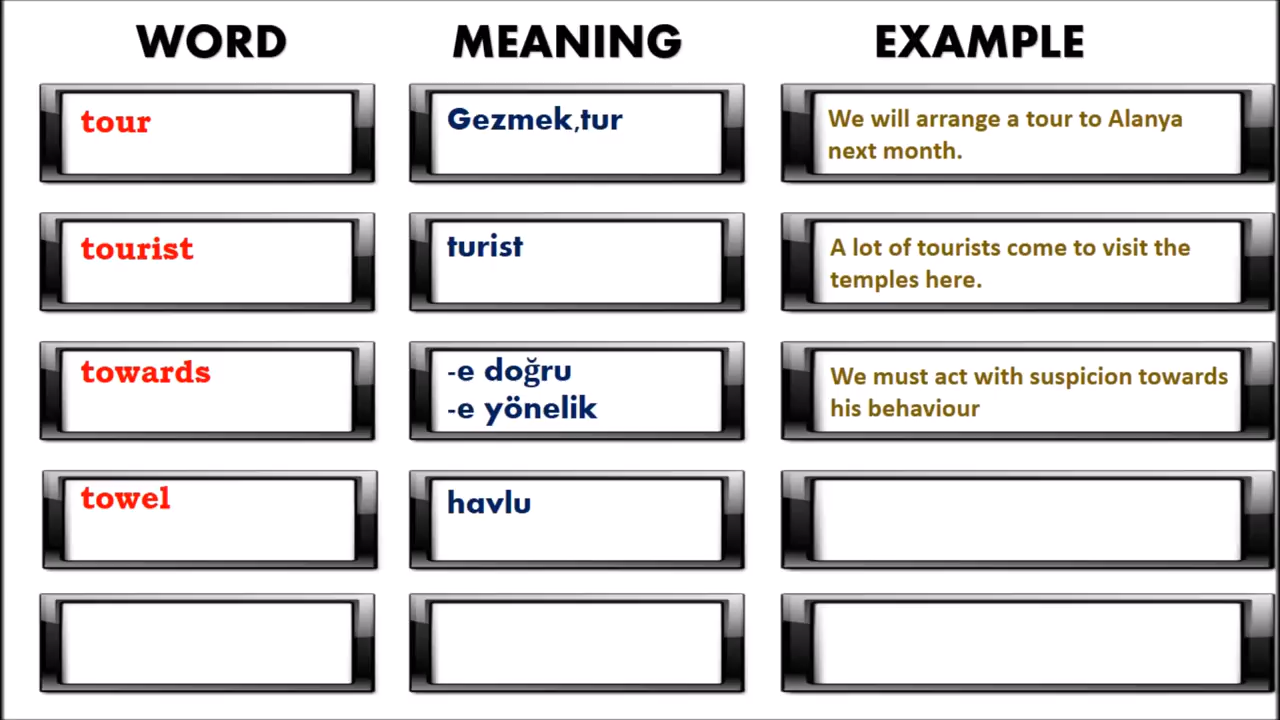 WORD MEANING EXAMPLE
tour
Gezmek,tur
We will arrange a tour to Alanya
next month.
tourist
turist
A lot of tourists come to visit the
temples here.
towards
-e doğru
-e yönelik
We must act with suspicion towards
his behaviour
towel
havlu